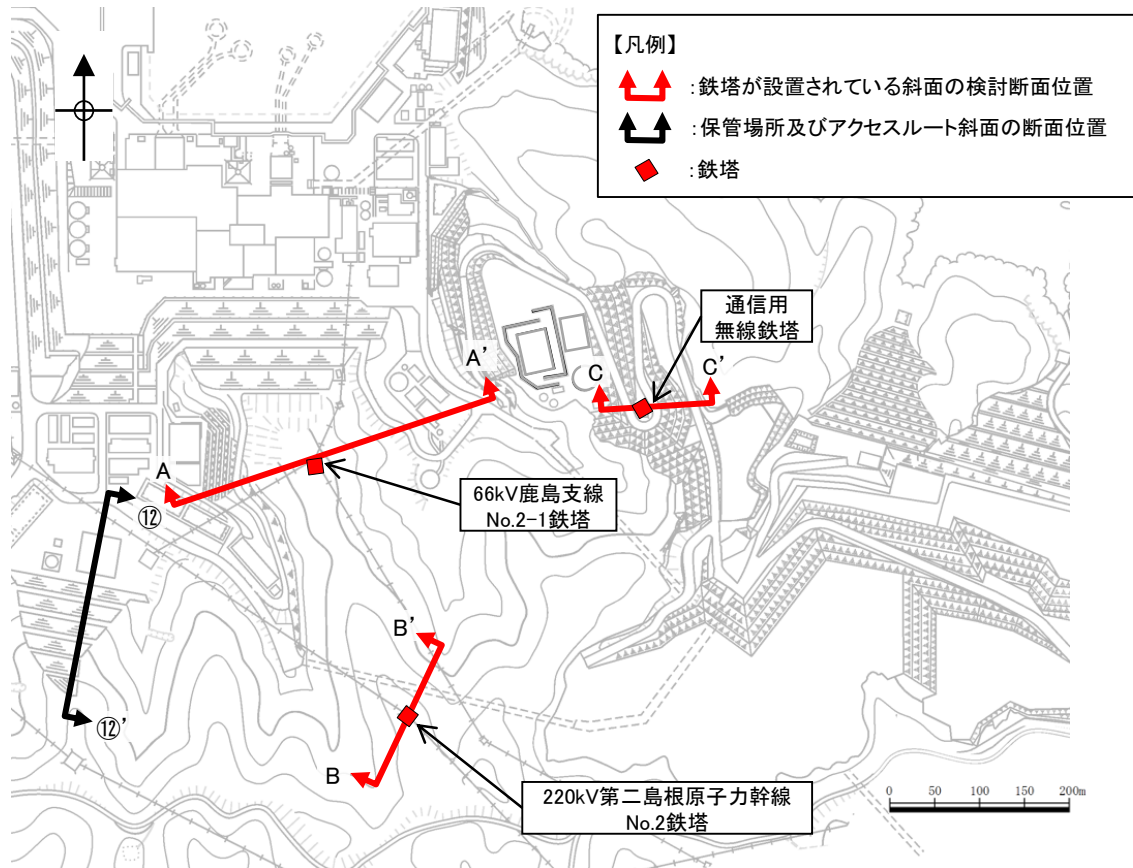 【凡例】
:鉄塔が設置されている斜面の検討断面位置
:保管場所及びアクセスルート斜面の断面位置
:鉄塔
通信用
無線鉄塔
A'
C
C'
A
66kV鹿島支線
No.2-1鉄塔
⑫
B'
⑫'
B
220kV第二島根原子力幹線
No.2鉄塔
0 50 100 150 200m